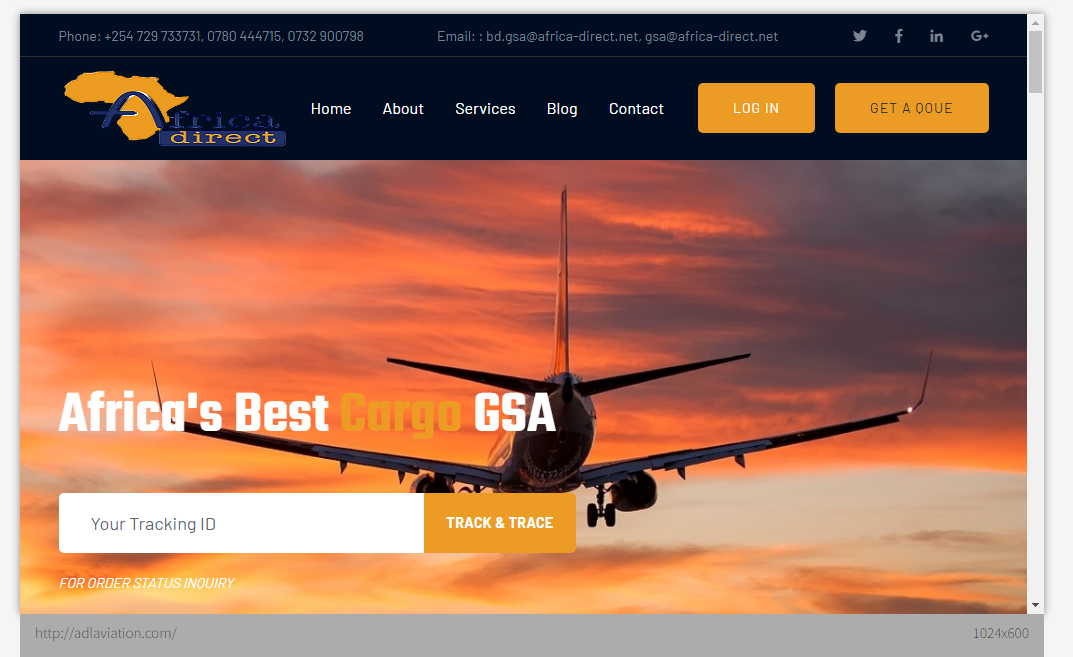 Phone: +254 729 733731, 0780 444715, 0732 900798
Email: : bd.gsa@africa-direct.net, gsa@africa-direct.net
Africa
direct
Home
About
Services
Blog
Contact
LOG IN
GET A QOUE
Africa's Best Cargo GSA
Your Tracking ID
TRACK & TRACE
FOR ORDER STATUS INQUIRY
http://adlaviation.com/
1024x600